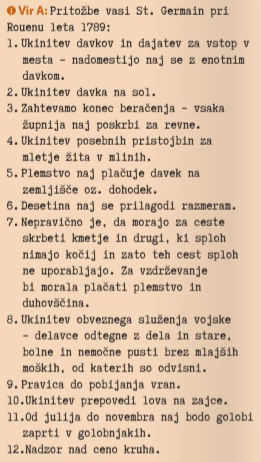 ❶ Vir A: Pritožbe vasi St. Germain pri
Rouenu leta 1789:
1. Ukinitev davkov in dajatev za vstop v
mesta – nadomestijo naj se z enotnim
davkom.
2. Ukinitev davka na sol.
3. Zahtevamo konec beračenja – vsaka
župnija naj poskrbi za revne.
4. Ukinitev posebnih pristojbin za
mletje žita v mlinih.
5. Plemstvo naj plačuje davek na
zemljišče oz. dohodek.
6. Desetina naj se prilagodi razmeram.
7. Nepravično je, da morajo za ceste
skrbeti kmetje in drugi, ki sploh
nimajo kočij in zato teh cest sploh
ne uporabljajo. Za vzdrževanje
bi morala plačati plemstvo in
duhovščina.
8. Ukinitev obveznega služenja vojske
– delavce odtegne z dela in stare,
bolne in nemočne pusti brez mlajših
moških, od katerih so odvisni.
9. Pravica do pobijanja vran.
10. Ukinitev prepovedi lova na zajce.
11. Od julija do novembra naj bodo golobi
zaprti v golobnjakih.
12. Nadzor nad ceno kruha.